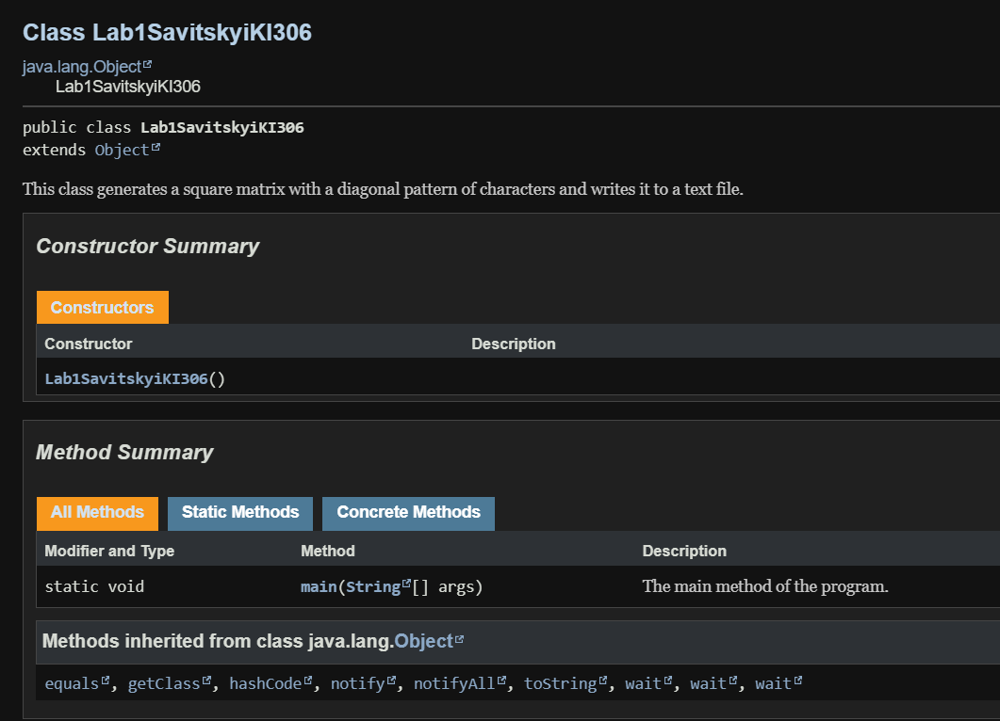 Class Lab1SavitskyiKI306
java.lang.Object
Lab1SavitskyiKI306
public class Lab1SavitskyiKI306
extends Object
This class generates a square matrix with a diagonal pattern of characters and writes it to a text file.
Constructor Summary
Constructors
Constructor Description
Lab1SavitskyiKI306()
Method Summary
All Methods Static Methods Concrete Methods
Modifier and Type Method Description
static void main(String[] args) The main method of the program.
Methods inherited from class java.lang.Object
equals, getClass, hashCode, notify, notifyAll, toString, wait, wait, wait